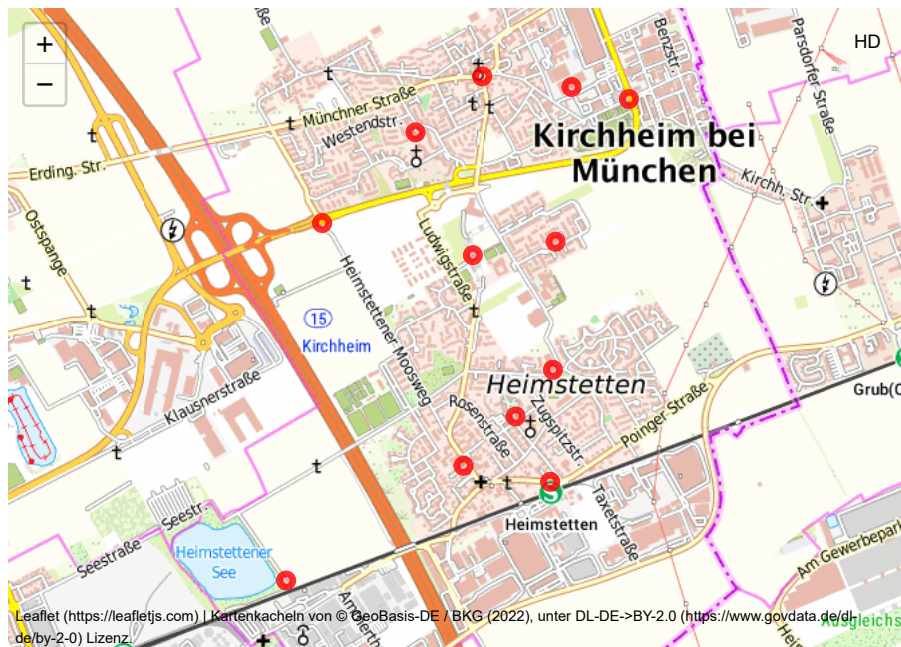 +
−
HD
Benzstr.
Parsdorfer Straße
Münchner Straße
Westendstr.
Kirchheim bei
München
Erding. Str.
Kirchh. Str.
Ostspange
Ludwigstraße
Heimstettener Moosweg
15
Kirchheim
Klausnerstraße
Heimstetten
Rosenstraße
Zugspitzstr.
Poinger Straße
Grub(O
S
Heimstetten
Taxetstraße
Seestr.
Seestraße
Heimstettener
See
Am Gewerbepark
Leaflet (https://leafletjs.com) | Kartenkacheln von © GeoBasis-DE / BKG (2022), unter DL-DE->BY-2.0 (https://www.govdata.de/dl-
de/by-2-0) Lizenz.